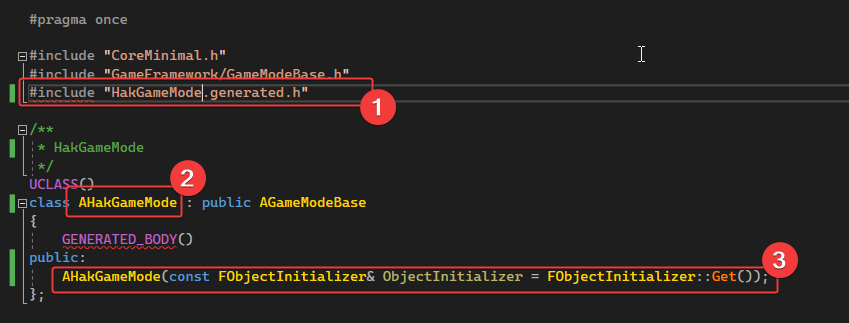 #pragma once
#include "CoreMinimal.h"
#include "GameFramework/GameModeBase.h"
#include "HakGameMode.generated.h"
1
/**
* HakGameMode
*/
UCLASS()
2
class AHakGameMode : public AGameModeBase
{
GENERATED_BODY()
public:
3
AHakGameMode(const FObjectInitializer& ObjectInitializer = FObjectInitializer::Get());
};